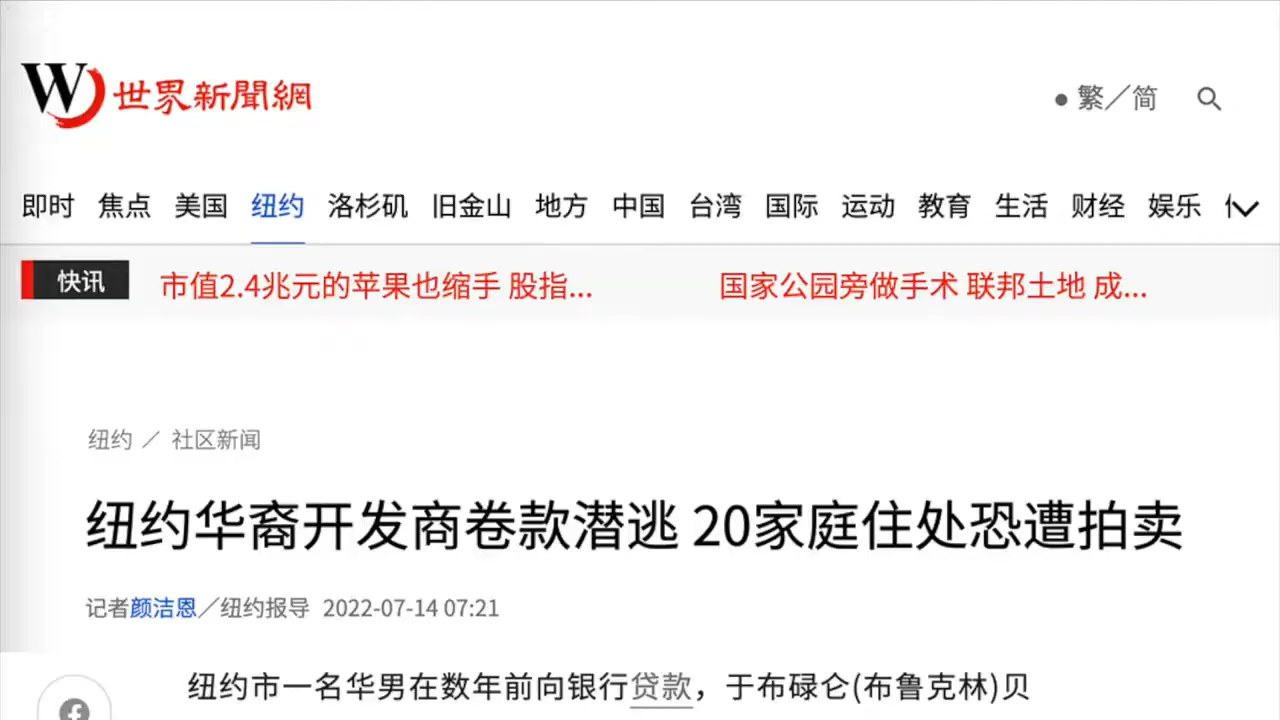 W世界新聞網
繁／简
即时 焦点 美国 纽约 洛杉矶 旧金山 地方 中国 台湾 国际 运动 教育 生活 财经 娱乐
快讯 市值2.4兆元的苹果也缩手 股指... 国家公园旁做手术 联邦土地 成...
纽约 ／ 社区新闻
纽约华裔开发商卷款潜逃 20家庭住处恐遭拍卖
记者颜洁恩／纽约报导 2022-07-14 07:21
纽约市一名华男在数年前向银行贷款，于布碌仑(布鲁克林)贝